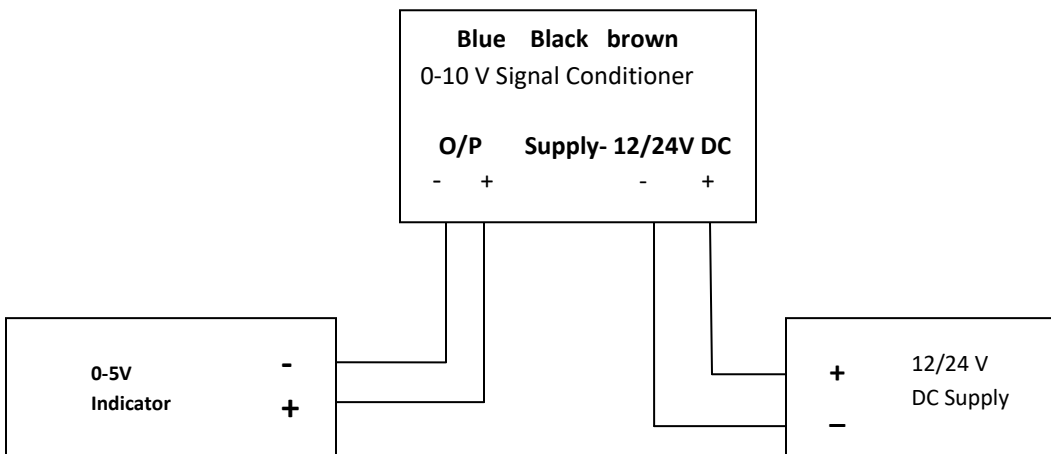 Blue Black brown
0-10 V Signal Conditioner
O/P Supply- 12/24V DC
- + - +
0-5V
Indicator
-
+
+
–
12/24 V
DC Supply